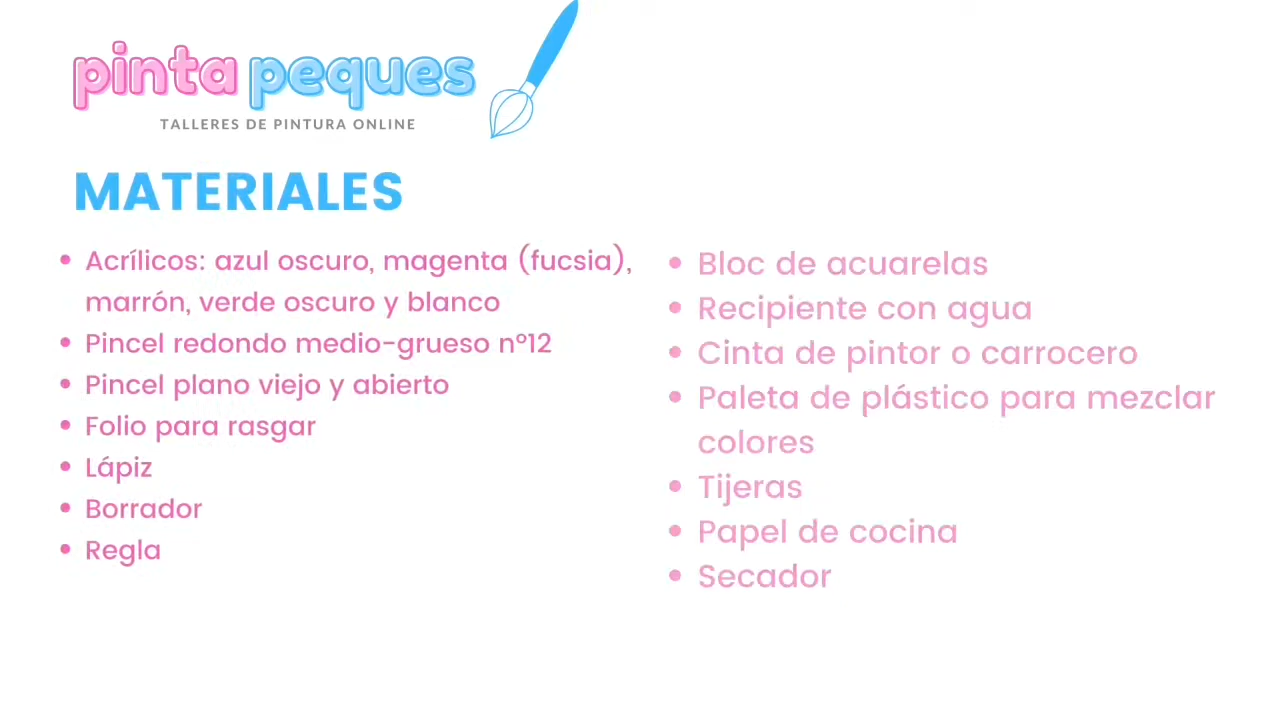 pinta peques
TALLERES DE PINTURA ONLINE
MATERIALES
• Acrílicos: azul oscuro, magenta (fucsia),
marrón, verde oscuro y blanco
• Pincel redondo medio-grueso nº12
• Pincel plano viejo y abierto
• Folio para rasgar
• Lápiz
• Borrador
• Regla
• Bloc de acuarelas
• Recipiente con agua
• Cinta de pintor o carrocero
• Paleta de plástico para mezclar
colores
• Tijeras
• Papel de cocina
• Secador